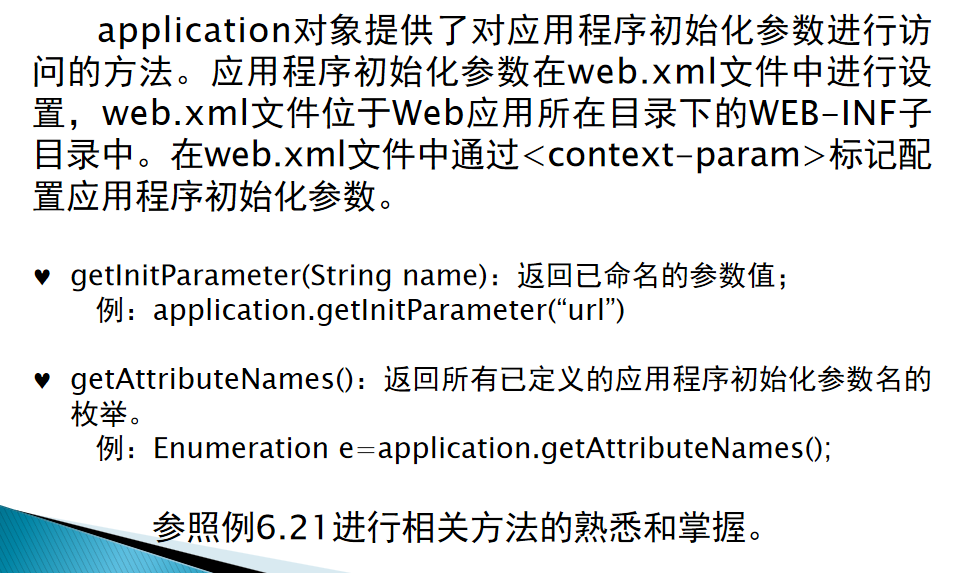 application对象提供了对应用程序初始化参数进行访
问的方法。应用程序初始化参数在web.xml文件中进行设
置，web.xml文件位于Web应用所在目录下的WEB-INF子
目录中。在web.xml文件中通过<context-param>标记配
置应用程序初始化参数。
♥ getInitParameter(String name)：返回已命名的参数值；
例：application.getInitParameter(“url”)
♥ getAttributeNames()：返回所有已定义的应用程序初始化参数名的
枚举。
例：Enumeration e=application.getAttributeNames();
参照例6.21进行相关方法的熟悉和掌握。